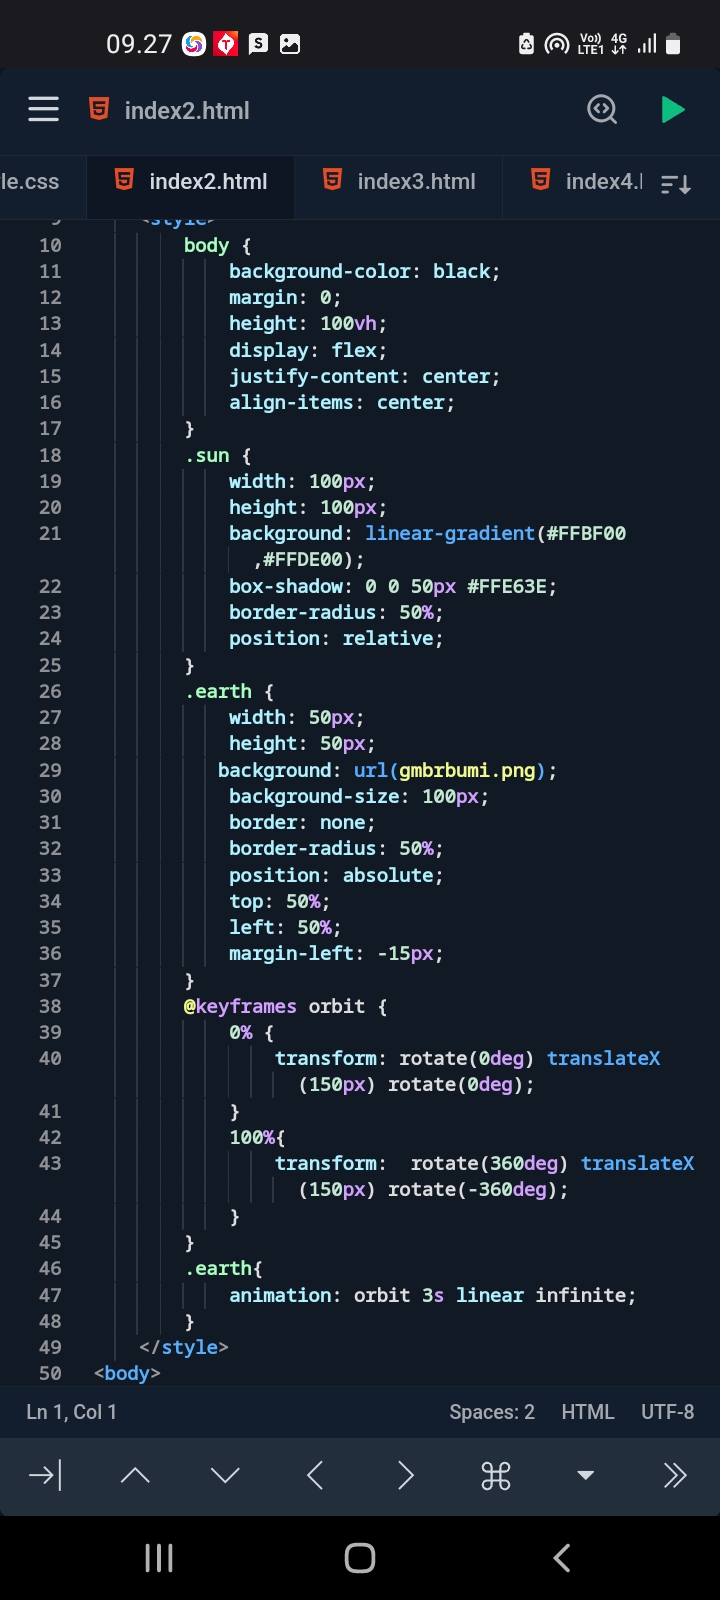 09.27 S T S Vo)) LTE1 4G
index2.html
le.css index2.html index3.html index4.
9 <style>
10 body {
11 background-color: black;
12 margin: 0;
13 height: 100vh;
14 display: flex;
15 justify-content: center;
16 align-items: center;
17 }
18 .sun {
19 width: 100px;
20 height: 100px;
21 background: linear-gradient(#FFBF00
,#FFDE00);
22 box-shadow: 0 0 50px #FFE63E;
23 border-radius: 50%;
24 position: relative;
25 }
26 .earth {
27 width: 50px;
28 height: 50px;
29 background: url(gmbrbumi.png);
30 background-size: 100px;
31 border: none;
32 border-radius: 50%;
33 position: absolute;
34 top: 50%;
35 left: 50%;
36 margin-left: -15px;
37 }
38 @keyframes orbit {
39 0% {
40 transform: rotate(0deg) translateX
(150px) rotate(0deg);
41 }
42 100%{
43 transform:  rotate(360deg) translateX
(150px) rotate(-360deg);
44 }
45 }
46 .earth{
47 animation: orbit 3s linear infinite;
48 }
49 </style>
50 <body>
Ln 1, Col 1 Spaces: 2 HTML UTF-8